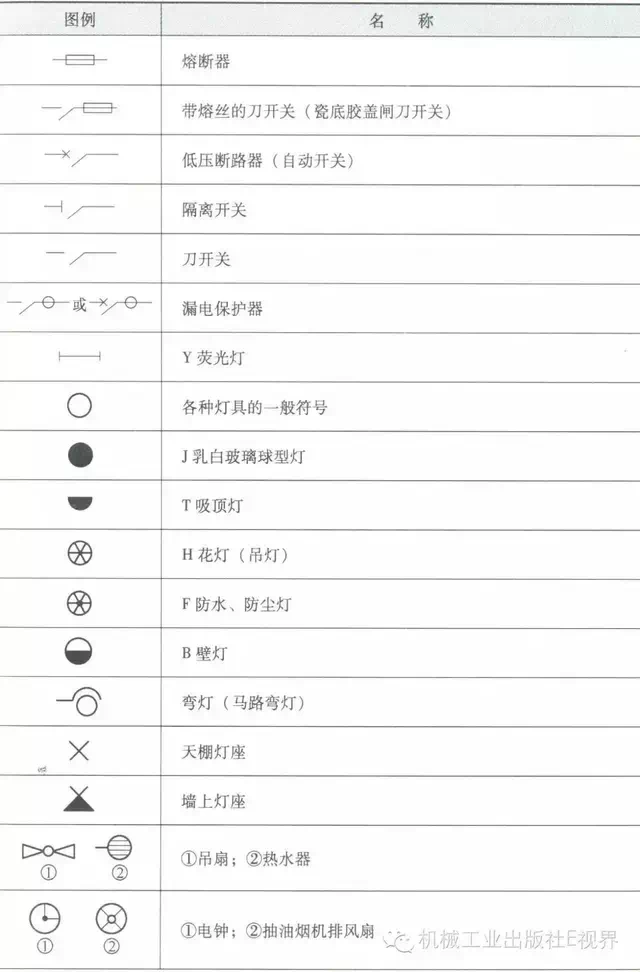 图例 名 称
熔断器
带熔丝的刀开关（瓷底胶盖闸刀开关）
低压断路器（自动开关）
隔离开关
刀开关
或 漏电保护器
Y 荧光灯
各种灯具的一般符号
J 乳白玻璃球型灯
T 吸顶灯
H 花灯（吊灯）
F 防水、防尘灯
B 壁灯
弯灯（马路弯灯）
天棚灯座
墙上灯座
①吊扇；②热水器
① ②
①电钟；②抽油烟机排风扇
① ②
机械工业出版社E视界